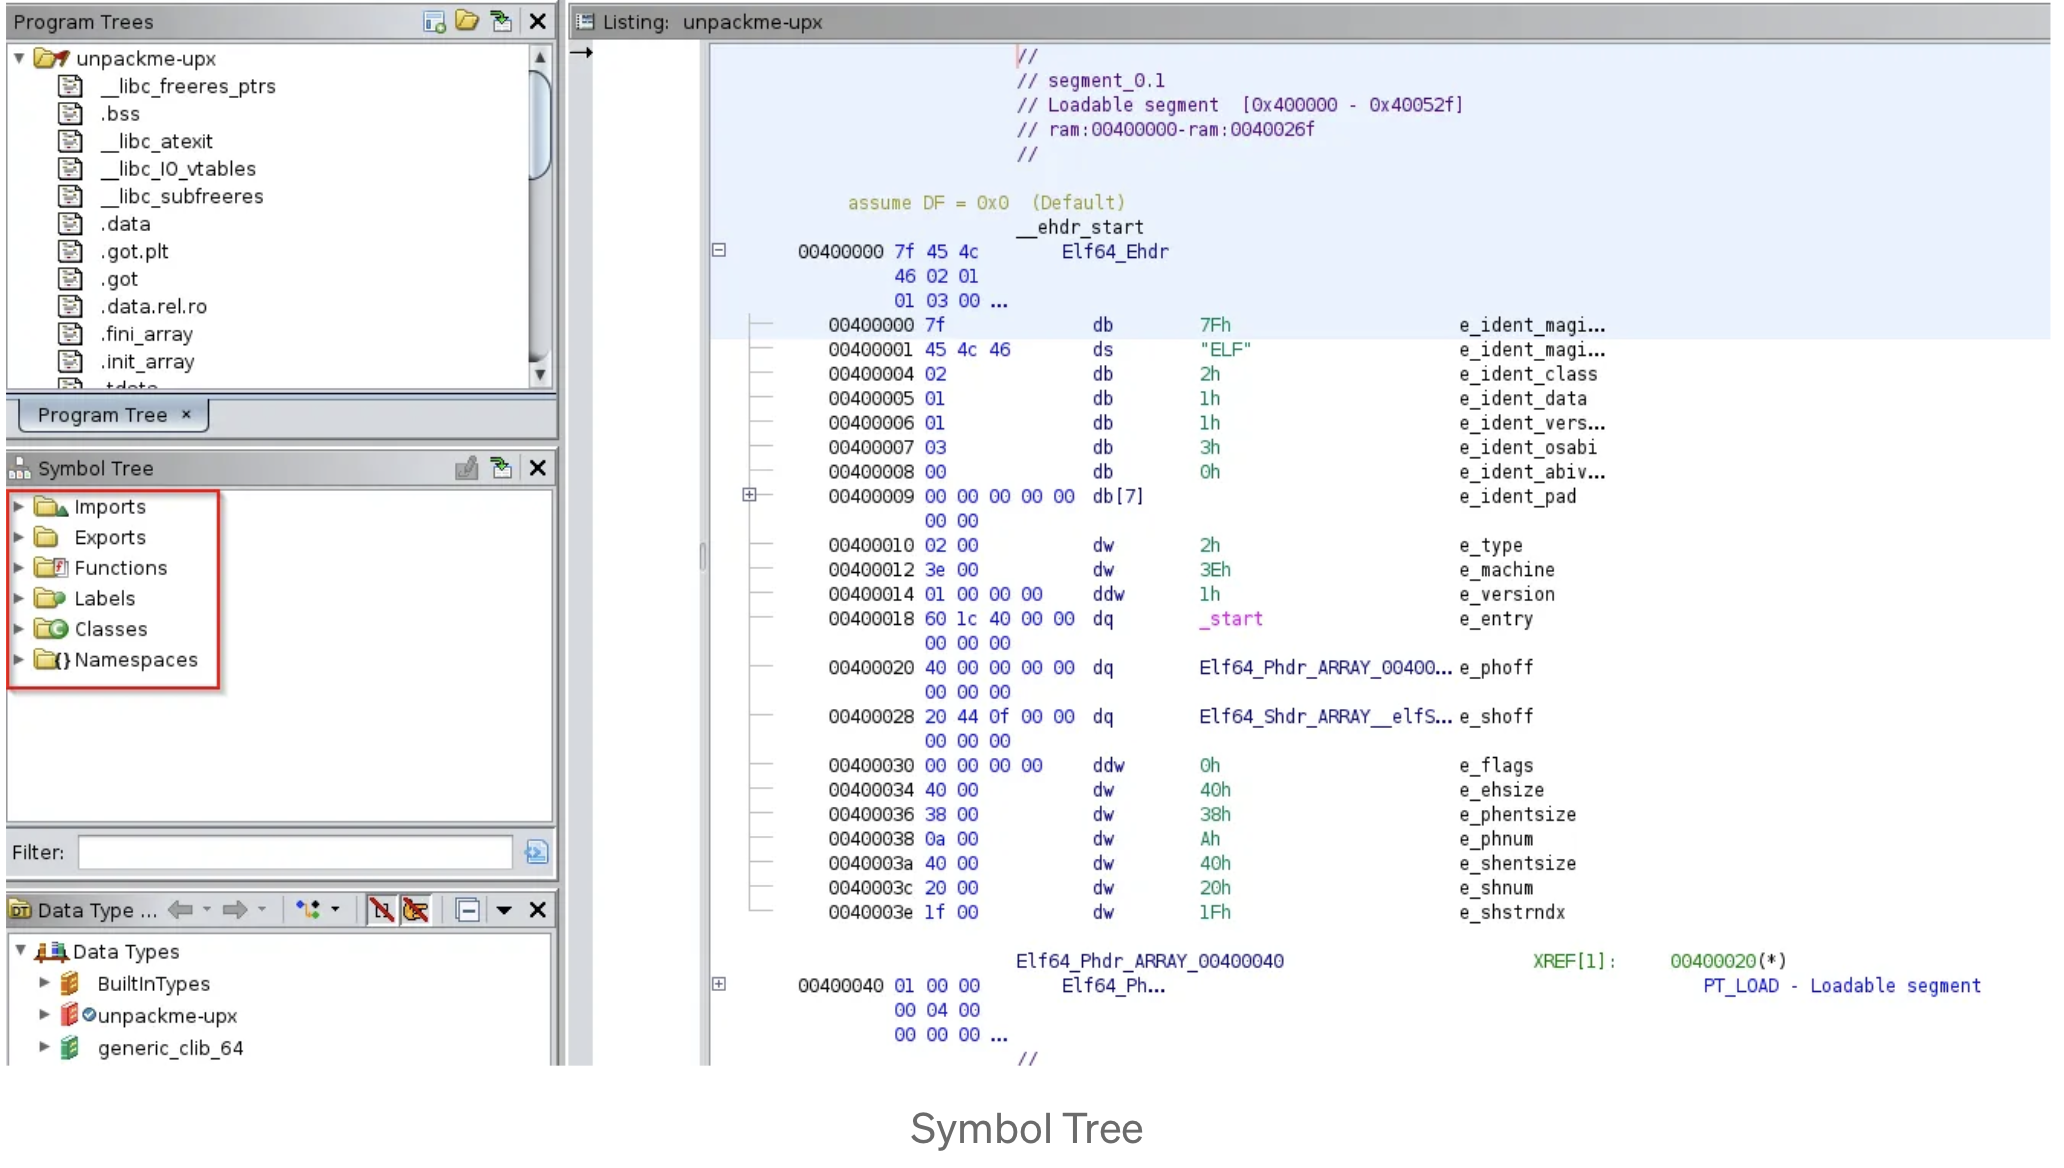 Program Trees
unpackme-upx
__libc_freeres_ptrs
.bss
__libc_atexit
__libc_IO_vtables
__libc_subfreeres
.data
.got.plt
.got
.data.rel.ro
.fini_array
.init_array
.tdata
Program Tree ×
Symbol Tree
Imports
Exports
Functions
Labels
Classes
Namespaces
Filter:
Data Type ...
Data Types
BuiltInTypes
unpackme-upx
generic_clib_64
Listing: unpackme-upx
//
// segment_0.1
// Loadable segment [0x400000 - 0x40052f]
// ram:00400000-ram:0040026f
//
assume DF = 0x0 (Default)
__ehdr_start
00400000 7f 45 4c Elf64_Ehdr
46 02 01
01 03 00 ...
00400000 7f db 7Fh e_ident_magi...
00400001 45 4c 46 ds "ELF" e_ident_magi...
00400004 02 db 2h e_ident_class
00400005 01 db 1h e_ident_data
00400006 01 db 1h e_ident_vers...
00400007 03 db 3h e_ident_osabi
00400008 00 db 0h e_ident_abiv...
00400009 00 00 00 00 00 db[7] e_ident_pad
00 00
00400010 02 00 dw 2h e_type
00400012 3e 00 dw 3Eh e_machine
00400014 01 00 00 00 ddw 1h e_version
00400018 60 1c 40 00 00 dq _start e_entry
00 00 00
00400020 40 00 00 00 00 dq Elf64_Phdr_ARRAY_00400... e_phoff
00 00 00
00400028 20 44 0f 00 00 dq Elf64_Shdr_ARRAY__elfS... e_shoff
00 00 00
00400030 00 00 00 00 ddw 0h e_flags
00400034 40 00 dw 40h e_ehsize
00400036 38 00 dw 38h e_phentsize
00400038 0a 00 dw Ah e_phnum
0040003a 40 00 dw 40h e_shentsize
0040003c 20 00 dw 20h e_shnum
0040003e 1f 00 dw 1Fh e_shstrndx
Elf64_Phdr_ARRAY_00400040 XREF[1]: 00400020(*)
00400040 01 00 00 Elf64_Ph... PT_LOAD - Loadable segment
00 04 00
00 00 00 ...
//
Symbol Tree